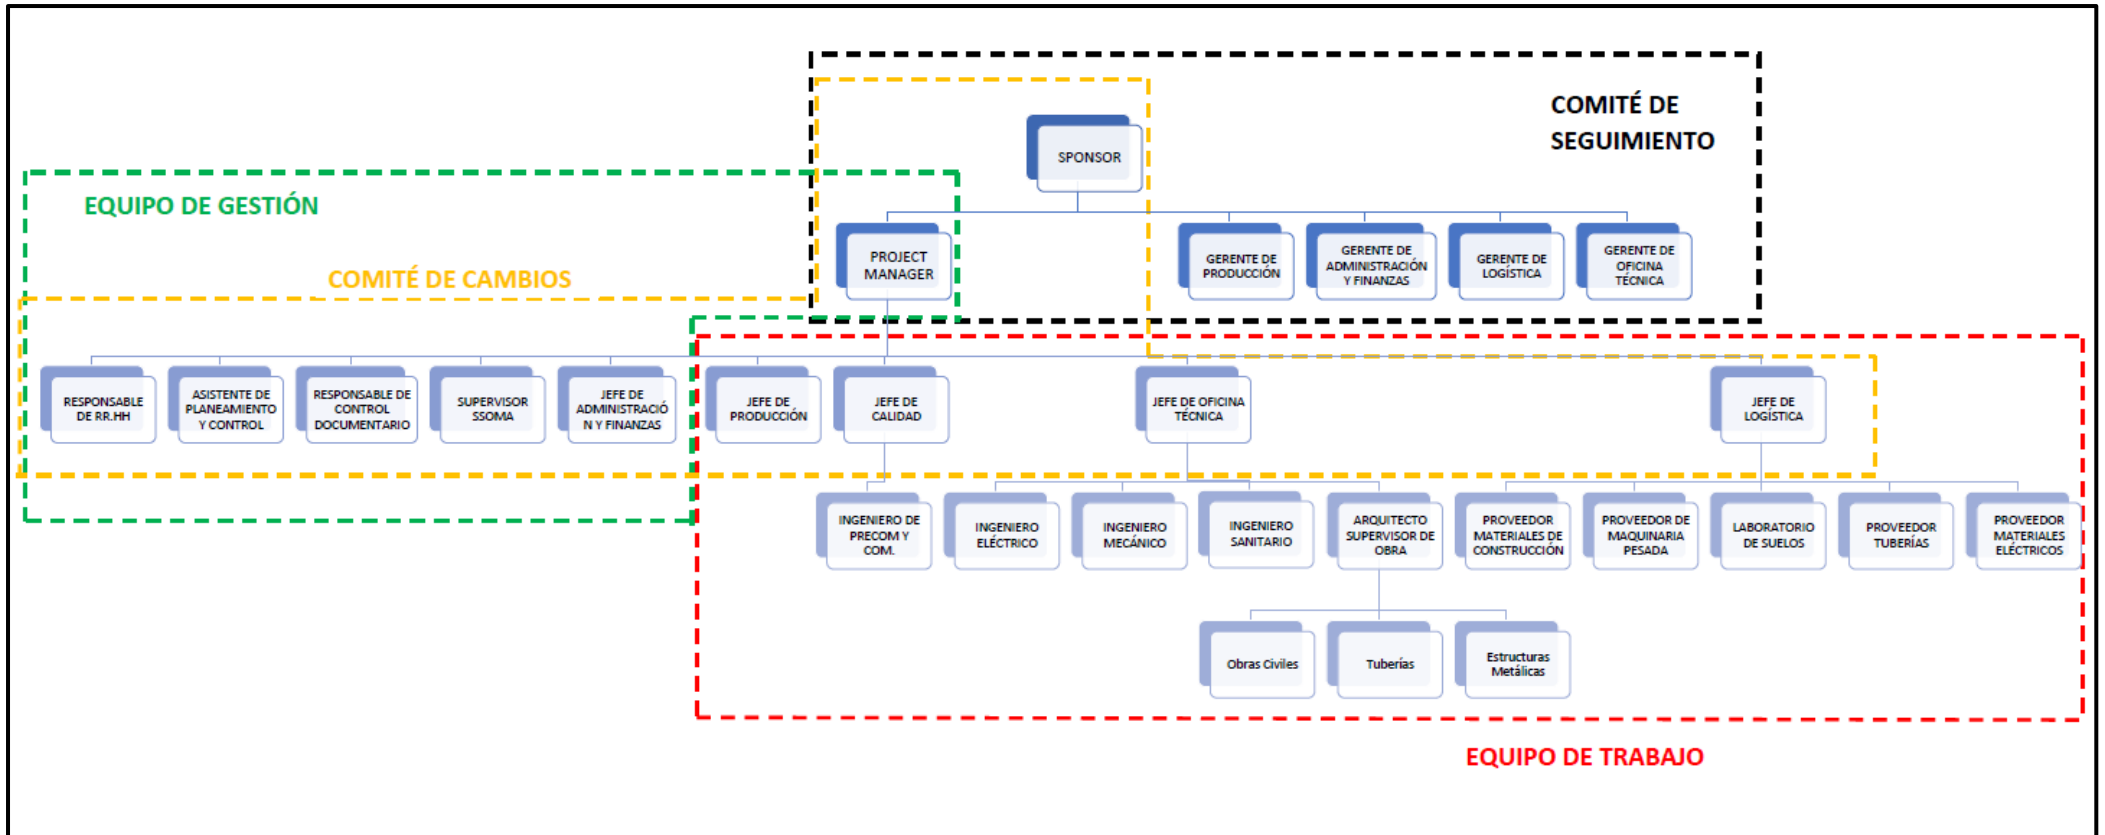 COMITÉ DE
SEGUIMIENTO
SPONSOR
EQUIPO DE GESTIÓN
PROJECT
MANAGER
GERENTE DE
PRODUCCIÓN
GERENTE DE
ADMINISTRACIÓN
Y FINANZAS
GERENTE DE
LOGÍSTICA
GERENTE DE
OFICINA
TÉCNICA
COMITÉ DE CAMBIOS
RESPONSABLE
DE RR.HH
ASISTENTE DE
PLANEAMIENTO
Y CONTROL
RESPONSABLE DE
CONTROL
DOCUMENTARIO
SUPERVISOR
SSOMA
JEFE DE
ADMINISTRACIÓ
N Y FINANZAS
JEFE DE
PRODUCCIÓN
JEFE DE
CALIDAD
JEFE DE OFICINA
TÉCNICA
JEFE DE
LOGÍSTICA
INGENIERO DE
PRECOM Y
COM.
INGENIERO
ELÉCTRICO
INGENIERO
MECÁNICO
INGENIERO
SANITARIO
ARQUITECTO
SUPERVISOR DE
OBRA
PROVEEDOR
MATERIALES DE
CONSTRUCCIÓN
PROVEEDOR DE
MAQUINARIA
PESADA
LABORATORIO
DE SUELOS
PROVEEDOR
TUBERÍAS
PROVEEDOR
MATERIALES
ELÉCTRICOS
Obras Civiles
Tuberías
Estructuras
Metálicas
EQUIPO DE TRABAJO